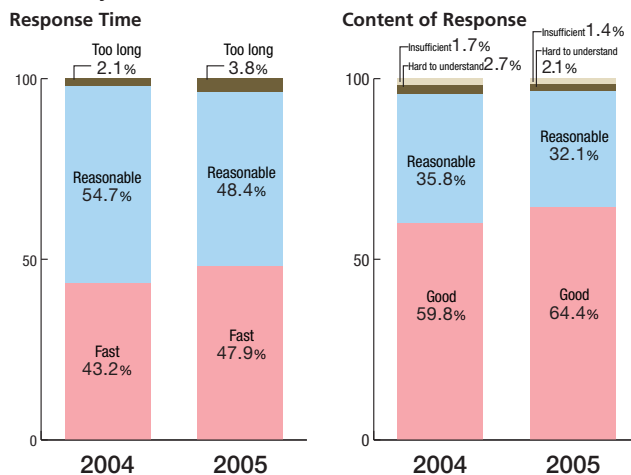 Response Time
Too long
2.1%
Too long
3.8%
100
Reasonable
54.7%
Reasonable
48.4%
50
Fast
43.2%
Fast
47.9%
0
2004
2005
Content of Response
Insufficient 1.7%
Hard to understand 2.7%
Insufficient 1.4%
Hard to understand
2.1%
100
Reasonable
35.8%
Reasonable
32.1%
50
Good
59.8%
Good
64.4%
0
2004
2005